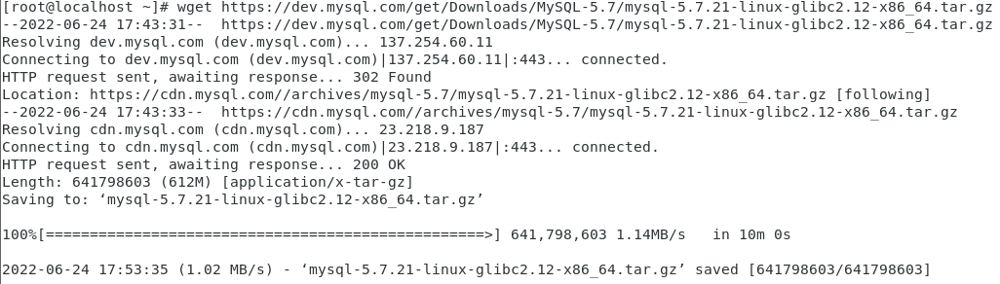 [root@localhost ~]# wget https://dev.mysql.com/get/Downloads/MySQL-5.7/mysql-5.7.21-linux-glibc2.12-x86_64.tar.gz
--2022-06-24 17:43:31--  https://dev.mysql.com/get/Downloads/MySQL-5.7/mysql-5.7.21-linux-glibc2.12-x86_64.tar.gz
Resolving dev.mysql.com (dev.mysql.com)... 137.254.60.11
Connecting to dev.mysql.com (dev.mysql.com)|137.254.60.11|:443... connected.
HTTP request sent, awaiting response... 302 Found
Location: https://cdn.mysql.com//archives/mysql-5.7/mysql-5.7.21-linux-glibc2.12-x86_64.tar.gz [following]
--2022-06-24 17:43:33--  https://cdn.mysql.com//archives/mysql-5.7/mysql-5.7.21-linux-glibc2.12-x86_64.tar.gz
Resolving cdn.mysql.com (cdn.mysql.com)... 23.218.9.187
Connecting to cdn.mysql.com (cdn.mysql.com)|23.218.9.187|:443... connected.
HTTP request sent, awaiting response... 200 OK
Length: 641798603 (612M) [application/x-tar-gz]
Saving to: ‘mysql-5.7.21-linux-glibc2.12-x86_64.tar.gz’
100%[==================================================>] 641,798,603 1.14MB/s   in 10m 0s
2022-06-24 17:53:35 (1.02 MB/s) - ‘mysql-5.7.21-linux-glibc2.12-x86_64.tar.gz’ saved [641798603/641798603]